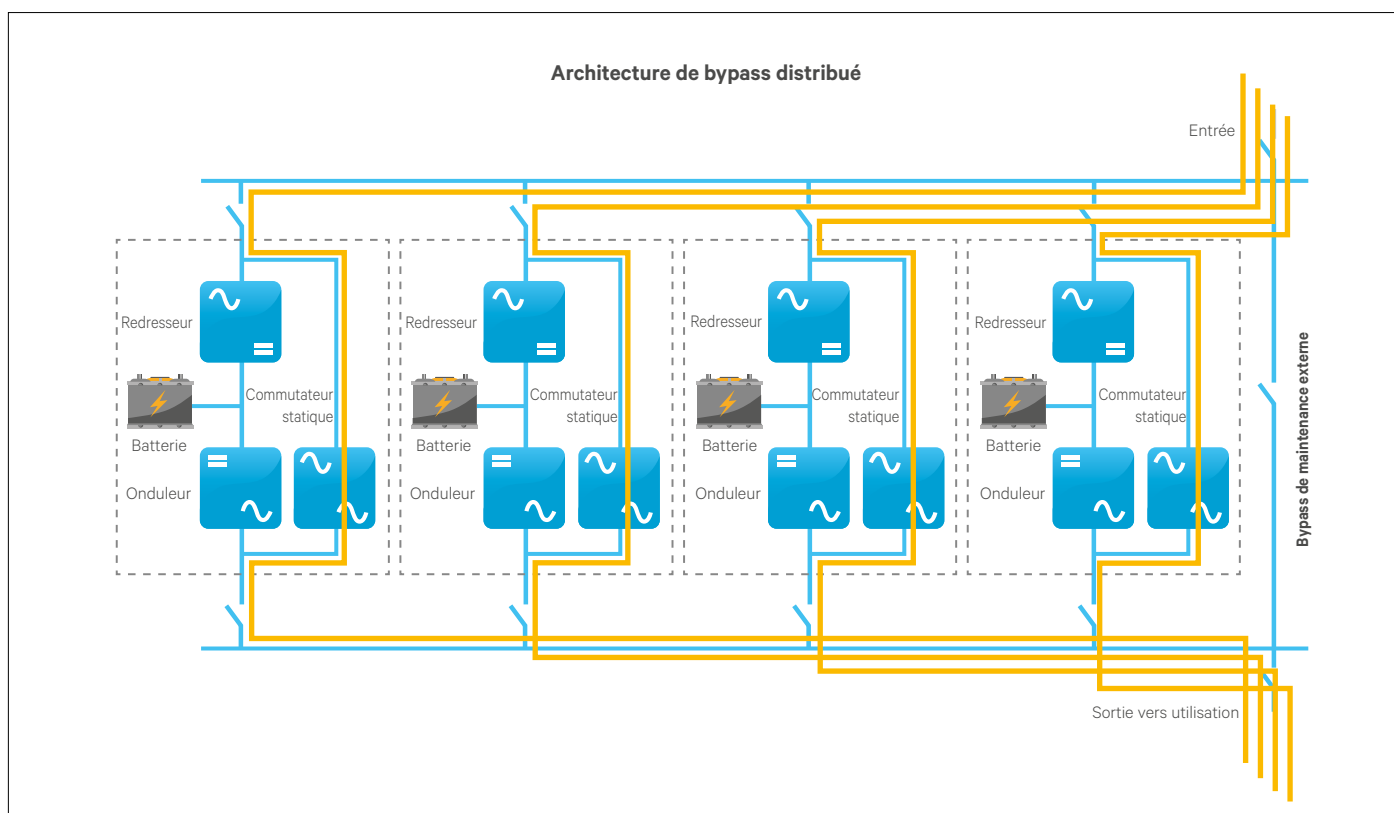 Architecture de bypass distribué
Entrée
Redresseur
Redresseur
Redresseur
Redresseur
Commutateur
statique
Commutateur
statique
Commutateur
statique
Commutateur
statique
Batterie
Batterie
Batterie
Batterie
Onduleur
Onduleur
Onduleur
Onduleur
Bypass de maintenance externe
Sortie vers utilisation